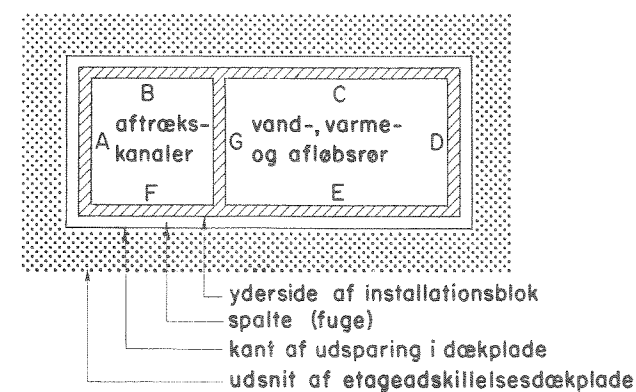 B
C
A aftræks-
kanaler
G vand-, varme-
og afløbsrør
D
F
E
yderside af installationsblok
spalte (fuge)
kant af udsparing i dækplade
udsnit af etageadskillelsesdækplade